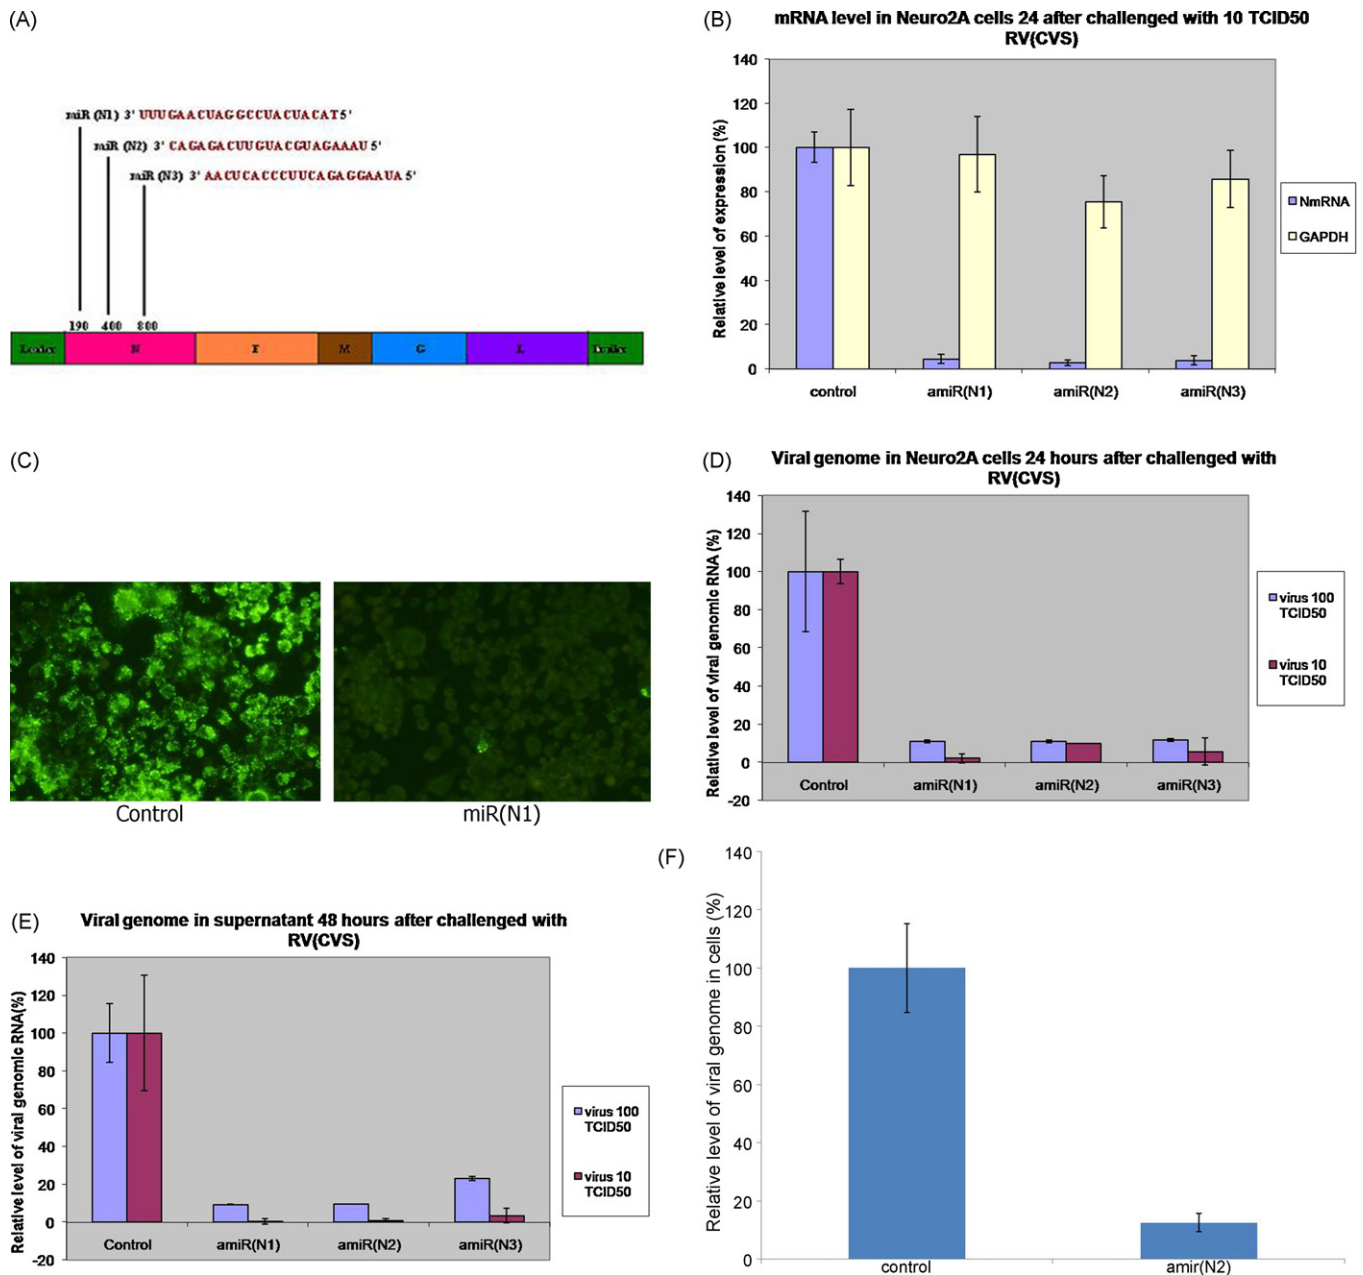 (A)
miR (N1) 3' UUUGAACUAGGCCUACUACAT5'
miR (N2) 3' CAGAGACUUGUACGUAGAAAU 5'
miR (N3) 3' AACUCACCCUUCAGAGGAAUA 5'
190 400 800
Leader N P M G L Trailer
(B)
mRNA level in Neuro2A cells 24 after challenged with 10 TCID50
RV(CVS)
Relative level of expression (%)
140
120
100
80
60
40
20
0
control amiR(N1) amiR(N2) amiR(N3)
NmRNA
GAPDH
(C)
Control miR(N1)
(D)
Viral genome in Neuro2A cells 24 hours after challenged with
RV(CVS)
Relative level of viral genomic RNA (%)
140
120
100
80
60
40
20
0
-20
Control amiR(N1) amiR(N2) amiR(N3)
virus 100
TCID50
virus 10
TCID50
(E)
Viral genome in supernatant 48 hours after challenged with
RV(CVS)
Relative level of viral genomic RNA(%)
140
120
100
80
60
40
20
0
-20
Control amiR(N1) amiR(N2) amiR(N3)
virus 100
TCID50
virus 10
TCID50
(F)
Relative level of viral genome in cells (%)
140
120
100
80
60
40
20
0
control amir(N2)